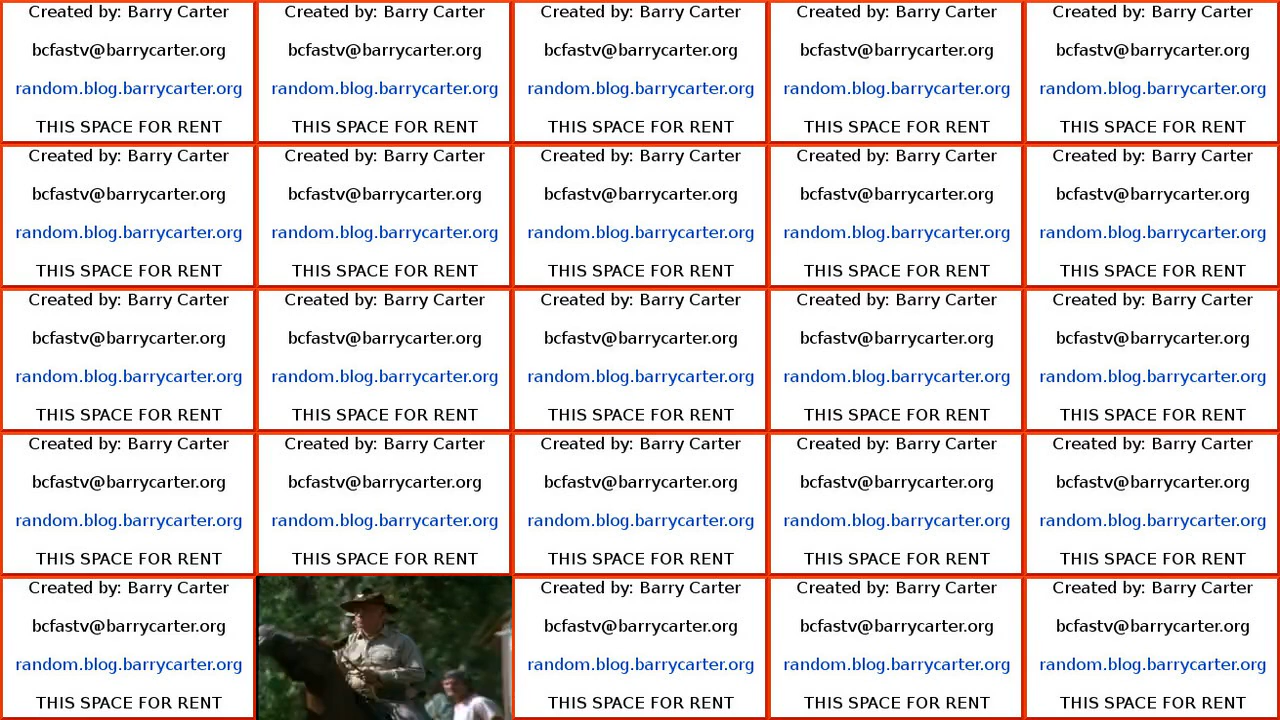 Created by: Barry Carter
bcfastv@barrycarter.org
random.blog.barrycarter.org
THIS SPACE FOR RENT
Created by: Barry Carter
bcfastv@barrycarter.org
random.blog.barrycarter.org
THIS SPACE FOR RENT
Created by: Barry Carter
bcfastv@barrycarter.org
random.blog.barrycarter.org
THIS SPACE FOR RENT
Created by: Barry Carter
bcfastv@barrycarter.org
random.blog.barrycarter.org
THIS SPACE FOR RENT
Created by: Barry Carter
bcfastv@barrycarter.org
random.blog.barrycarter.org
THIS SPACE FOR RENT
Created by: Barry Carter
bcfastv@barrycarter.org
random.blog.barrycarter.org
THIS SPACE FOR RENT
Created by: Barry Carter
bcfastv@barrycarter.org
random.blog.barrycarter.org
THIS SPACE FOR RENT
Created by: Barry Carter
bcfastv@barrycarter.org
random.blog.barrycarter.org
THIS SPACE FOR RENT
Created by: Barry Carter
bcfastv@barrycarter.org
random.blog.barrycarter.org
THIS SPACE FOR RENT
Created by: Barry Carter
bcfastv@barrycarter.org
random.blog.barrycarter.org
THIS SPACE FOR RENT
Created by: Barry Carter
bcfastv@barrycarter.org
random.blog.barrycarter.org
THIS SPACE FOR RENT
Created by: Barry Carter
bcfastv@barrycarter.org
random.blog.barrycarter.org
THIS SPACE FOR RENT
Created by: Barry Carter
bcfastv@barrycarter.org
random.blog.barrycarter.org
THIS SPACE FOR RENT
Created by: Barry Carter
bcfastv@barrycarter.org
random.blog.barrycarter.org
THIS SPACE FOR RENT
Created by: Barry Carter
bcfastv@barrycarter.org
random.blog.barrycarter.org
THIS SPACE FOR RENT
Created by: Barry Carter
bcfastv@barrycarter.org
random.blog.barrycarter.org
THIS SPACE FOR RENT
Created by: Barry Carter
bcfastv@barrycarter.org
random.blog.barrycarter.org
THIS SPACE FOR RENT
Created by: Barry Carter
bcfastv@barrycarter.org
random.blog.barrycarter.org
THIS SPACE FOR RENT
Created by: Barry Carter
bcfastv@barrycarter.org
random.blog.barrycarter.org
THIS SPACE FOR RENT
Created by: Barry Carter
bcfastv@barrycarter.org
random.blog.barrycarter.org
THIS SPACE FOR RENT
Created by: Barry Carter
bcfastv@barrycarter.org
random.blog.barrycarter.org
THIS SPACE FOR RENT
Created by: Barry Carter
bcfastv@barrycarter.org
random.blog.barrycarter.org
THIS SPACE FOR RENT
Created by: Barry Carter
bcfastv@barrycarter.org
random.blog.barrycarter.org
THIS SPACE FOR RENT
Created by: Barry Carter
bcfastv@barrycarter.org
random.blog.barrycarter.org
THIS SPACE FOR RENT